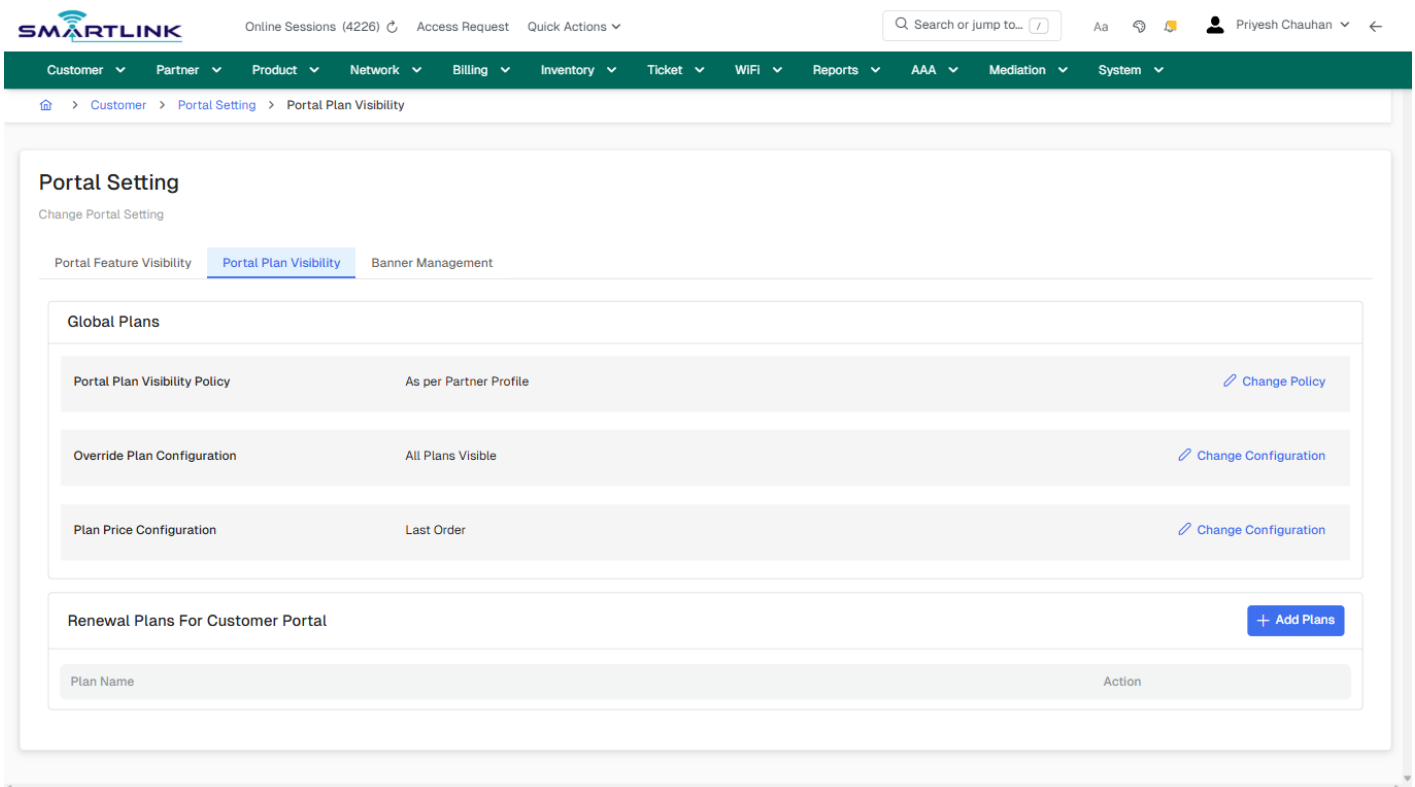 SMARTLINK Online Sessions (4226) Access Request Quick Actions Search or jump to... / Aa Priyesh Chauhan
Customer Partner Product Network Billing Inventory Ticket WiFi Reports AAA Mediation System
> Customer > Portal Setting > Portal Plan Visibility
Portal Setting
Change Portal Setting
Portal Feature Visibility Portal Plan Visibility Banner Management
Global Plans
Portal Plan Visibility Policy As per Partner Profile Change Policy
Override Plan Configuration All Plans Visible Change Configuration
Plan Price Configuration Last Order Change Configuration
Renewal Plans For Customer Portal + Add Plans
Plan Name Action